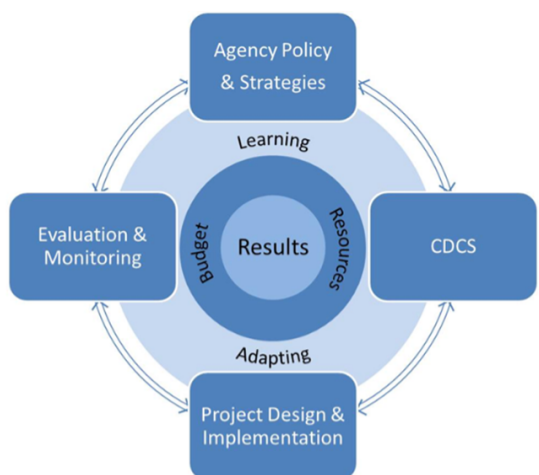 Agency Policy
& Strategies
Learning
Evaluation &
Monitoring
Budget
Results
Resources
CDCS
Adapting
Project Design &
Implementation